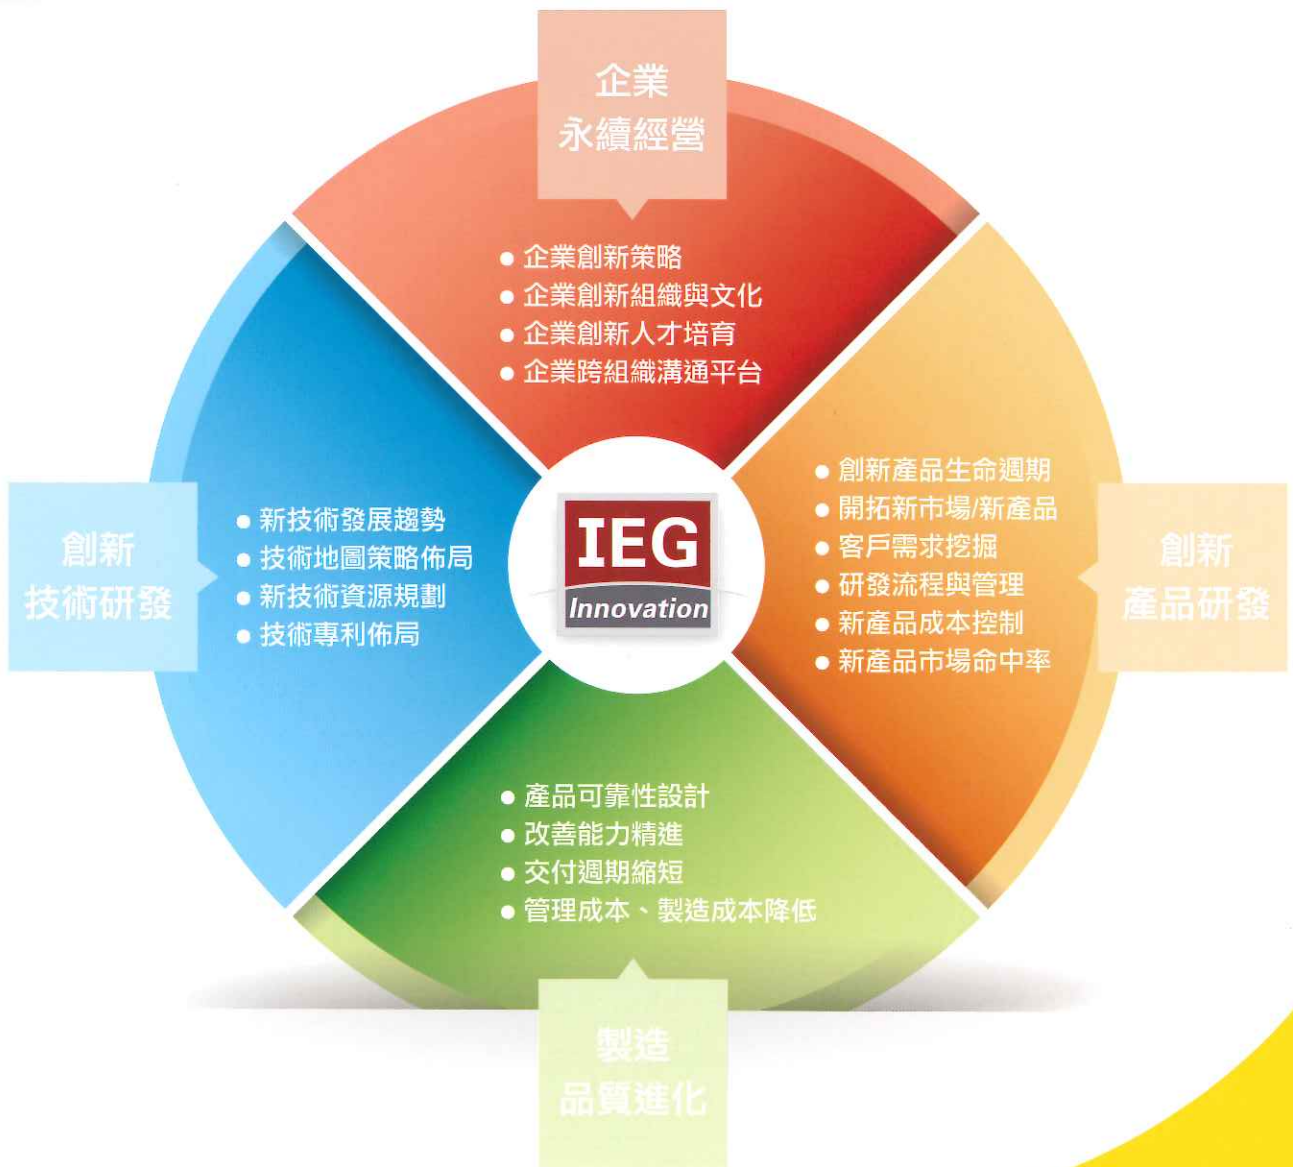 企業
永續經營
● 企業創新策略
● 企業創新組織與文化
● 企業創新人才培育
● 企業跨組織溝通平台
創新
技術研發
● 新技術發展趨勢
● 技術地圖策略佈局
● 新技術資源規劃
● 技術專利佈局
IEG
Innovation
● 創新產品生命週期
● 開拓新市場/新產品
● 客戶需求挖掘
● 研發流程與管理
● 新產品成本控制
● 新產品市場命中率
創新
產品研發
● 產品可靠性設計
● 改善能力精進
● 交付週期縮短
● 管理成本、製造成本降低
製造
品質進化